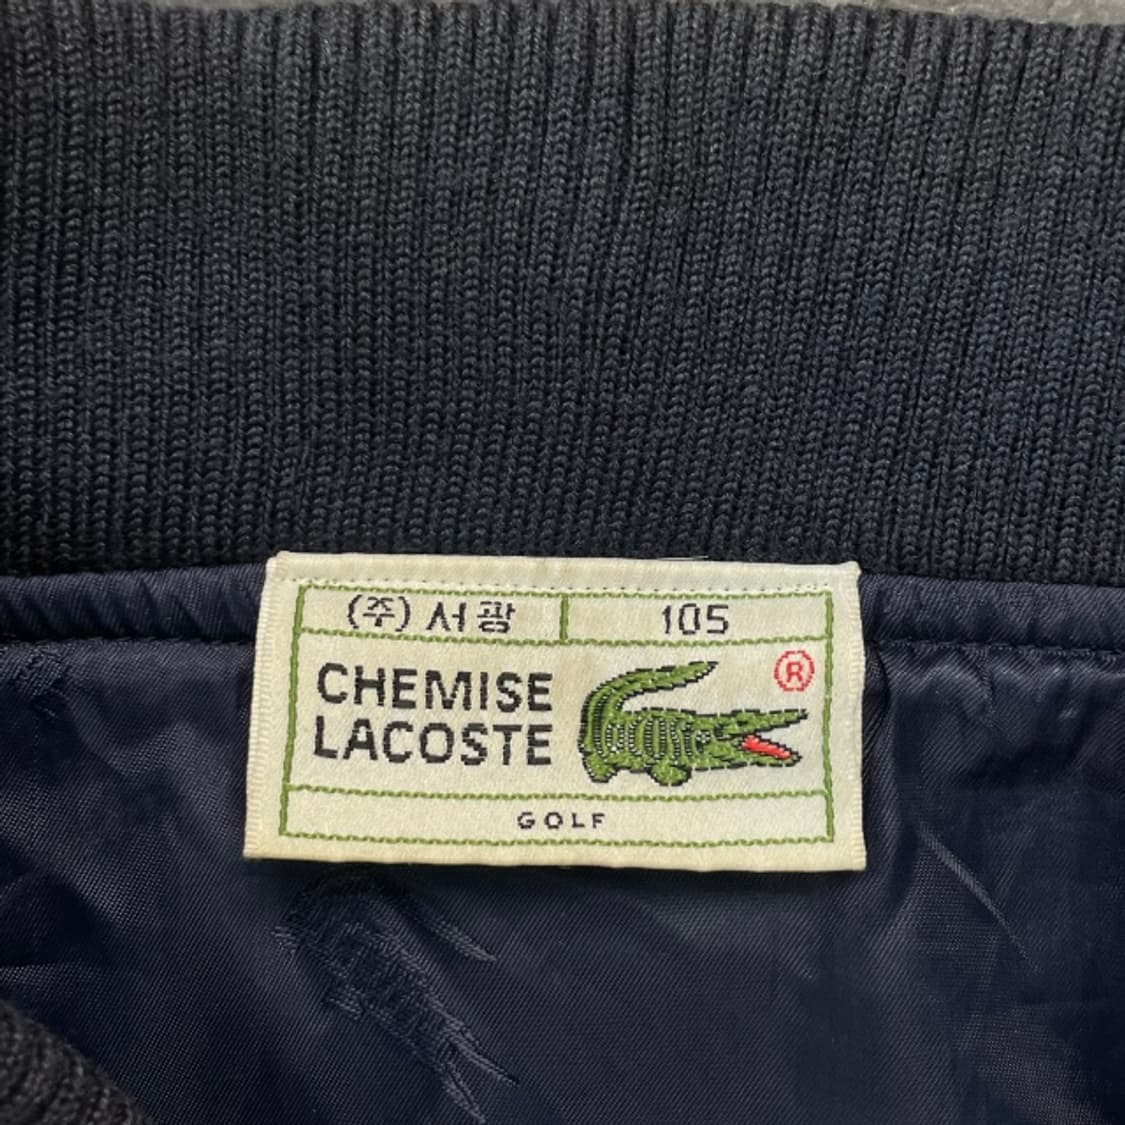 (주) 서광 105
CHEMISE
LACOSTE
®
GOLF